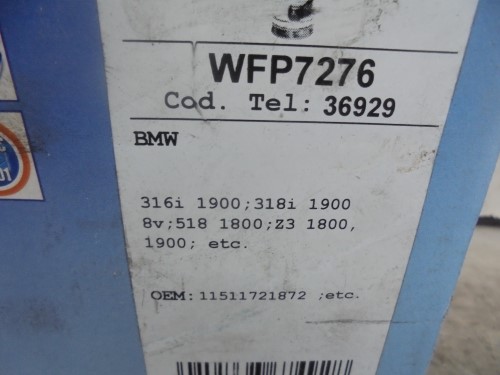 WFP7276
Cod. Tel: 36929
BMW
316i 1900;318i 1900
8v;518 1800;Z3 1800,
1900; etc.
OEM: 11511721872 ;etc.